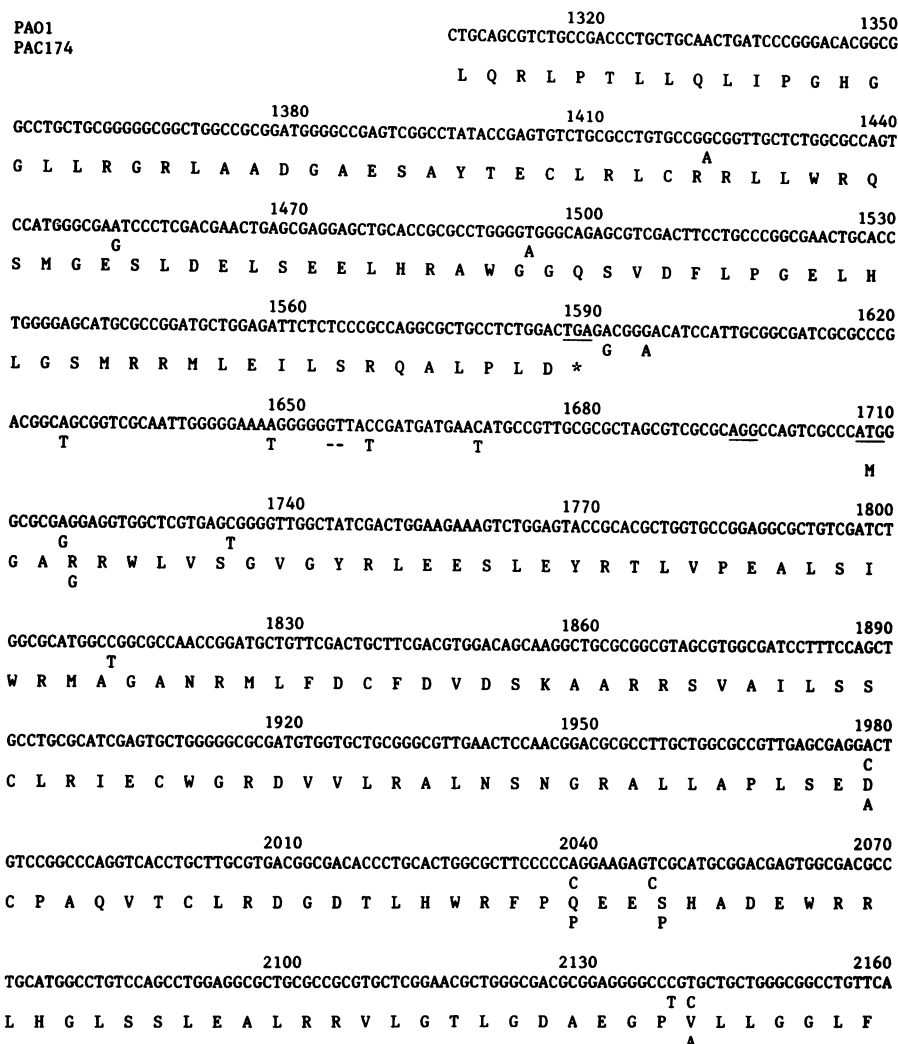 PAO1
PAC174
1320 1350
CTGCAGCGTCTGCCGACCCTGCTGCAACTGATCCCGGGACACGGCG
L Q R L P T L L Q L I P G H G
1380 1410 1440
GCCTGCTGCGGGGGCGGCTGGCCGCGGATGGGGCCGAGTCGGCCTATACCGAGTGTCTGCGCCTGTGCCGGCGGTTGCTCTGGCGCCAGT
A
G L L R G R L A A D G A E S A Y T E C L R L C R R L L W R Q
1470 1500 1530
CCATGGGCGAATCCCTCGACGAACTGAGCGAGGAGCTGCACCGCGCCTGGGGTGGGCAGAGCGTCGACTTCCTGCCCGGCGAACTGCACC
G A
S M G E S L D E L S E E L H R A W G G Q S V D F L P G E L H
1560 1590 1620
TGGGGAGCATGCGCCGGATGCTGGAGATTCTCTCCCGCCAGGCGCTGCCTCTGGACTGAGACGGGACATCCATTGCGGCGATCGCGCCCG
G A
L G S M R R M L E I L S R Q A L P L D *
1650 1680 1710
ACGGCAGCGGTCGCAATTGGGGGAAAAGGGGGGTTACCGATGATGAACATGCCGTTGCGCGCTAGCGTCGCGCAGGCCAGTCGCCCATGG
T T -- T T
M
1740 1770 1800
GCGCGAGGAGGTGGCTCGTGAGCGGGGTTGGCTATCGACTGGAAGAAAGTCTGGAGTACCGCACGCTGGTGCCGGAGGCGCTGTCGATCT
G T
G A R R W L V S G V G Y R L E E S L E Y R T L V P E A L S I
G
1830 1860 1890
GGCGCATGGCCGGCGCCAACCGGATGCTGTTCGACTGCTTCGACGTGGACAGCAAGGCTGCGCGGCGTAGCGTGGCGATCCTTTCCAGCT
T
W R M A G A N R M L F D C F D V D S K A A R R S V A I L S S
1920 1950 1980
GCCTGCGCATCGAGTGCTGGGGGCGCGATGTGGTGCTGCGGGCGTTGAACTCCAACGGACGCGCCTTGCTGGCGCCGTTGAGCGAGGACT
C
C L R I E C W G R D V V L R A L N S N G R A L L A P L S E D
A
2010 2040 2070
GTCCGGCCCAGGTCACCTGCTTGCGTGACGGCGACACCCTGCACTGGCGCTTCCCCCAGGAAGAGTCGCATGCGGACGAGTGGCGACGCC
C C
C P A Q V T C L R D G D T L H W R F P Q E E S H A D E W R R
P P
2100 2130 2160
TGCATGGCCTGTCCAGCCTGGAGGCGCTGCGCCGCGTGCTCGGAACGCTGGGCGACGCGGAGGGGCCCGTGCTGCTGGGCGGCCTGTTCA
T C
L H G L S S L E A L R R V L G T L G D A E G P V L L G G L F
A